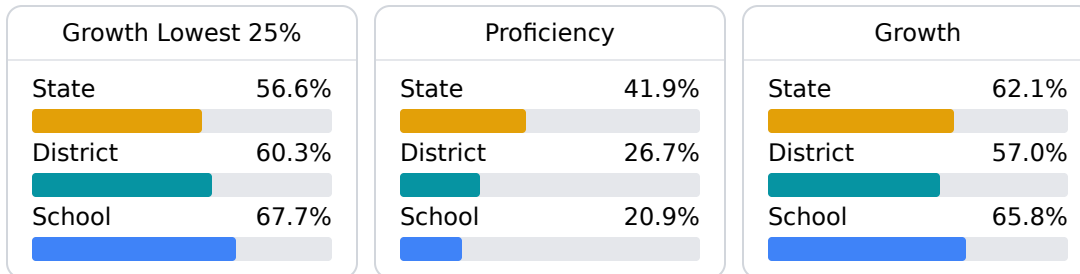 Growth Lowest 25%
State 56.6%
District 60.3%
School 67.7%
Proficiency
State 41.9%
District 26.7%
School 20.9%
Growth
State 62.1%
District 57.0%
School 65.8%